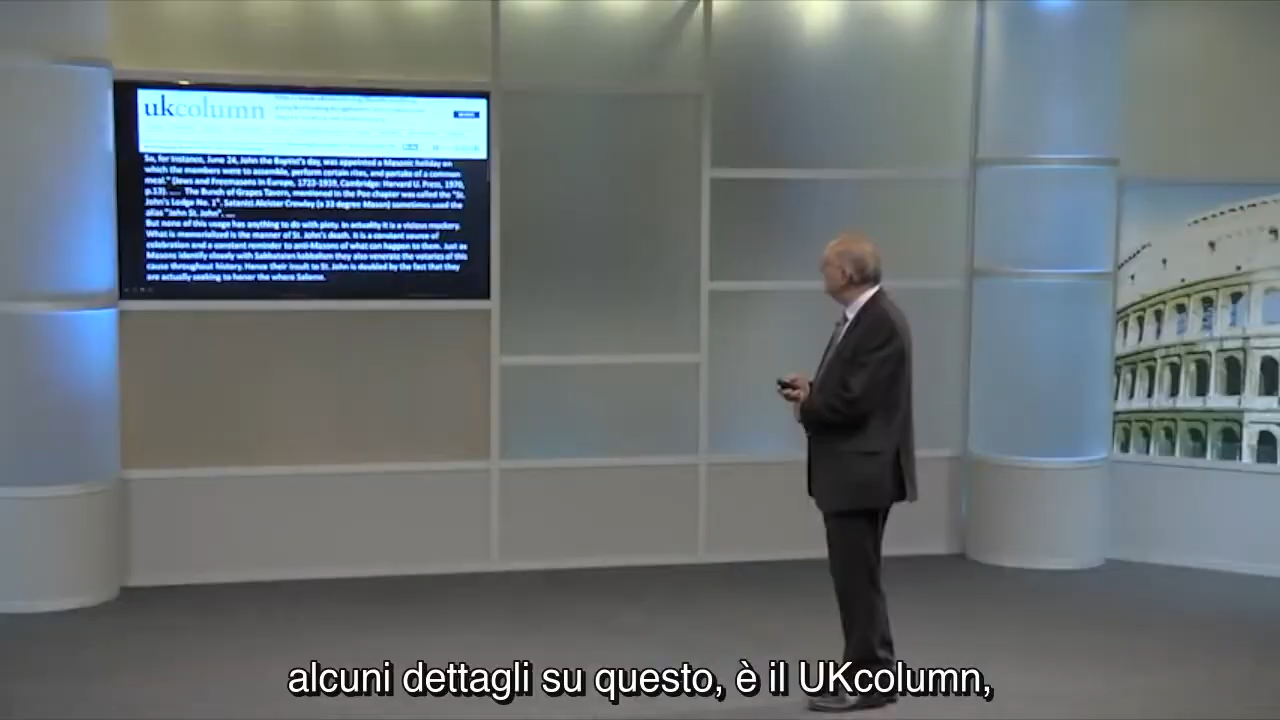 ukcolumn
So, for instance, June 24, John the Baptist's day, was appointed a Masonic holiday on
which the members were to assemble, perform certain rites, and partake of a common
meal." (Jews and Freemasons in Europe, 1723-1939, Cambridge: Harvard U. Press, 1970,
p.13). .... The Bunch of Grapes Tavern, mentioned in the Poe chapter was called the "St.
John's Lodge No. 1". Satanist Aleister Crowley (a 33 degree Mason) sometimes used the
alias "John St. John". ....
But none of this usage has anything to do with piety. In actuality it is a vicious mockery.
What is memorialized is the manner of St. John's death. It is a constant source of
celebration and a constant reminder to anti-Masons of what can happen to them. Just as
Masons identify closely with Sabbataian kabbalism they also venerate the votaries of this
cause throughout history. Hence their insult to St. John is doubled by the fact that they
are actually seeking to honor the whore Salome.
alcuni dettagli su questo, è il UKcolumn,